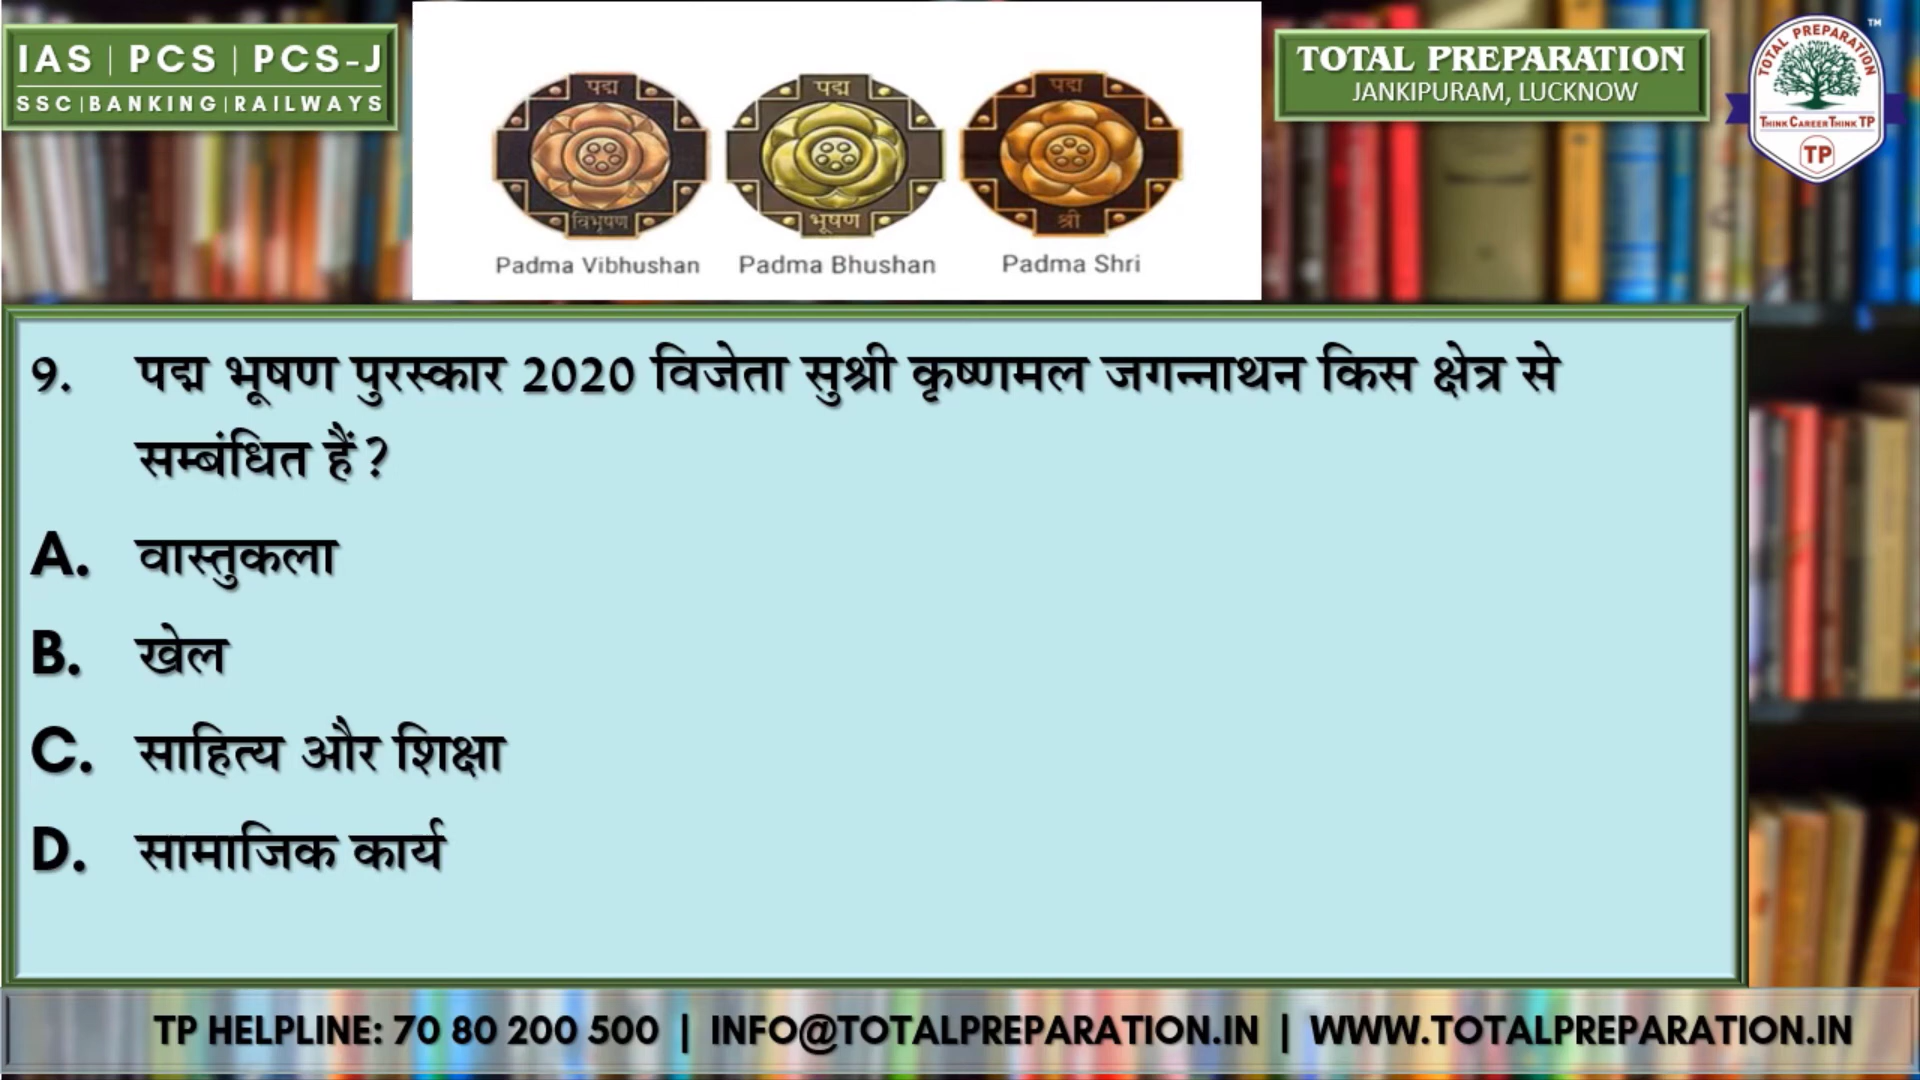 IAS | PCS | PCS-J
SSC|BANKING|RAILWAYS
पद्म
विभूषण
Padma Vibhushan
पद्म
भूषण
Padma Bhushan
पद्म
श्री
Padma Shri
TOTAL PREPARATION
JANKIPURAM, LUCKNOW
TOTAL PREPARATION
THINK CAREER THINK TP
TP
TM
9. पद्म भूषण पुरस्कार 2020 विजेता सुश्री कृष्णमल जगन्नाथन किस क्षेत्र से
सम्बंधित हैं?
A. वास्तुकला
B. खेल
C. साहित्य और शिक्षा
D. सामाजिक कार्य
TP HELPLINE: 70 80 200 500 | INFO@TOTALPREPARATION.IN | WWW.TOTALPREPARATION.IN